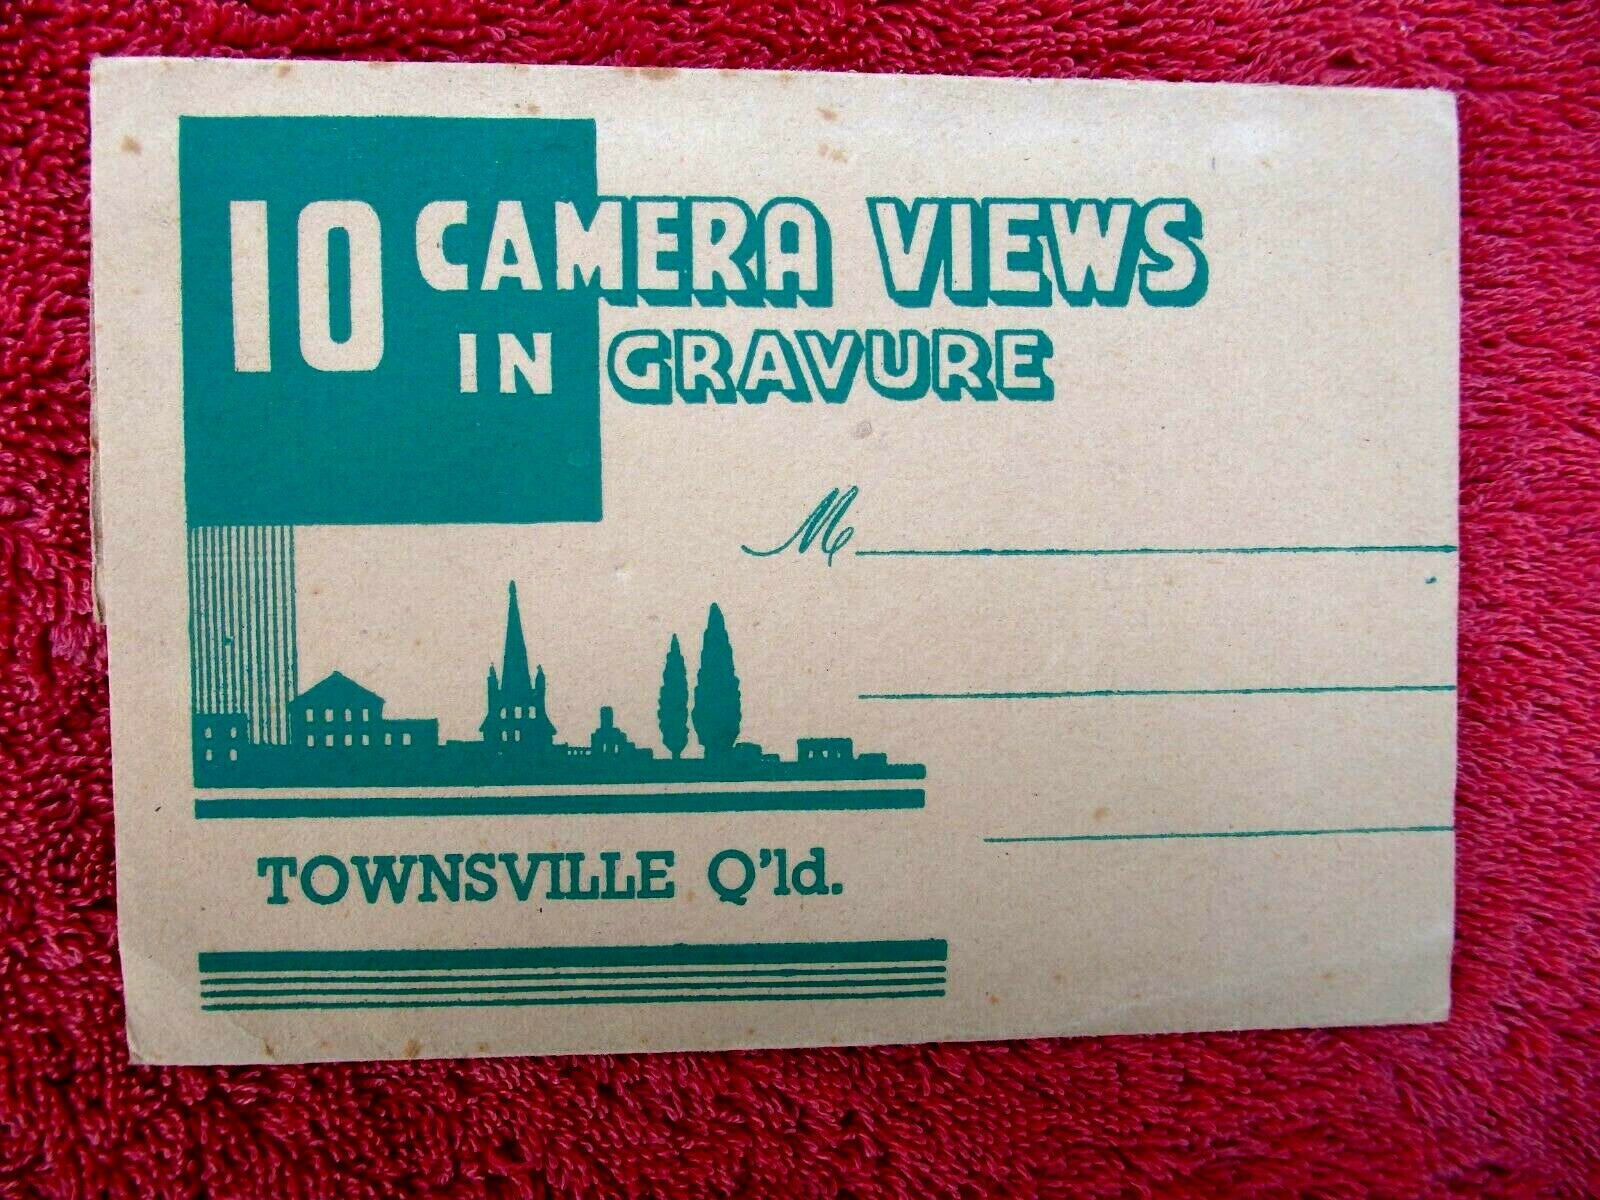 10 CAMERA VIEWS
IN GRAVURE
M
TOWNSVILLE Q'ld.